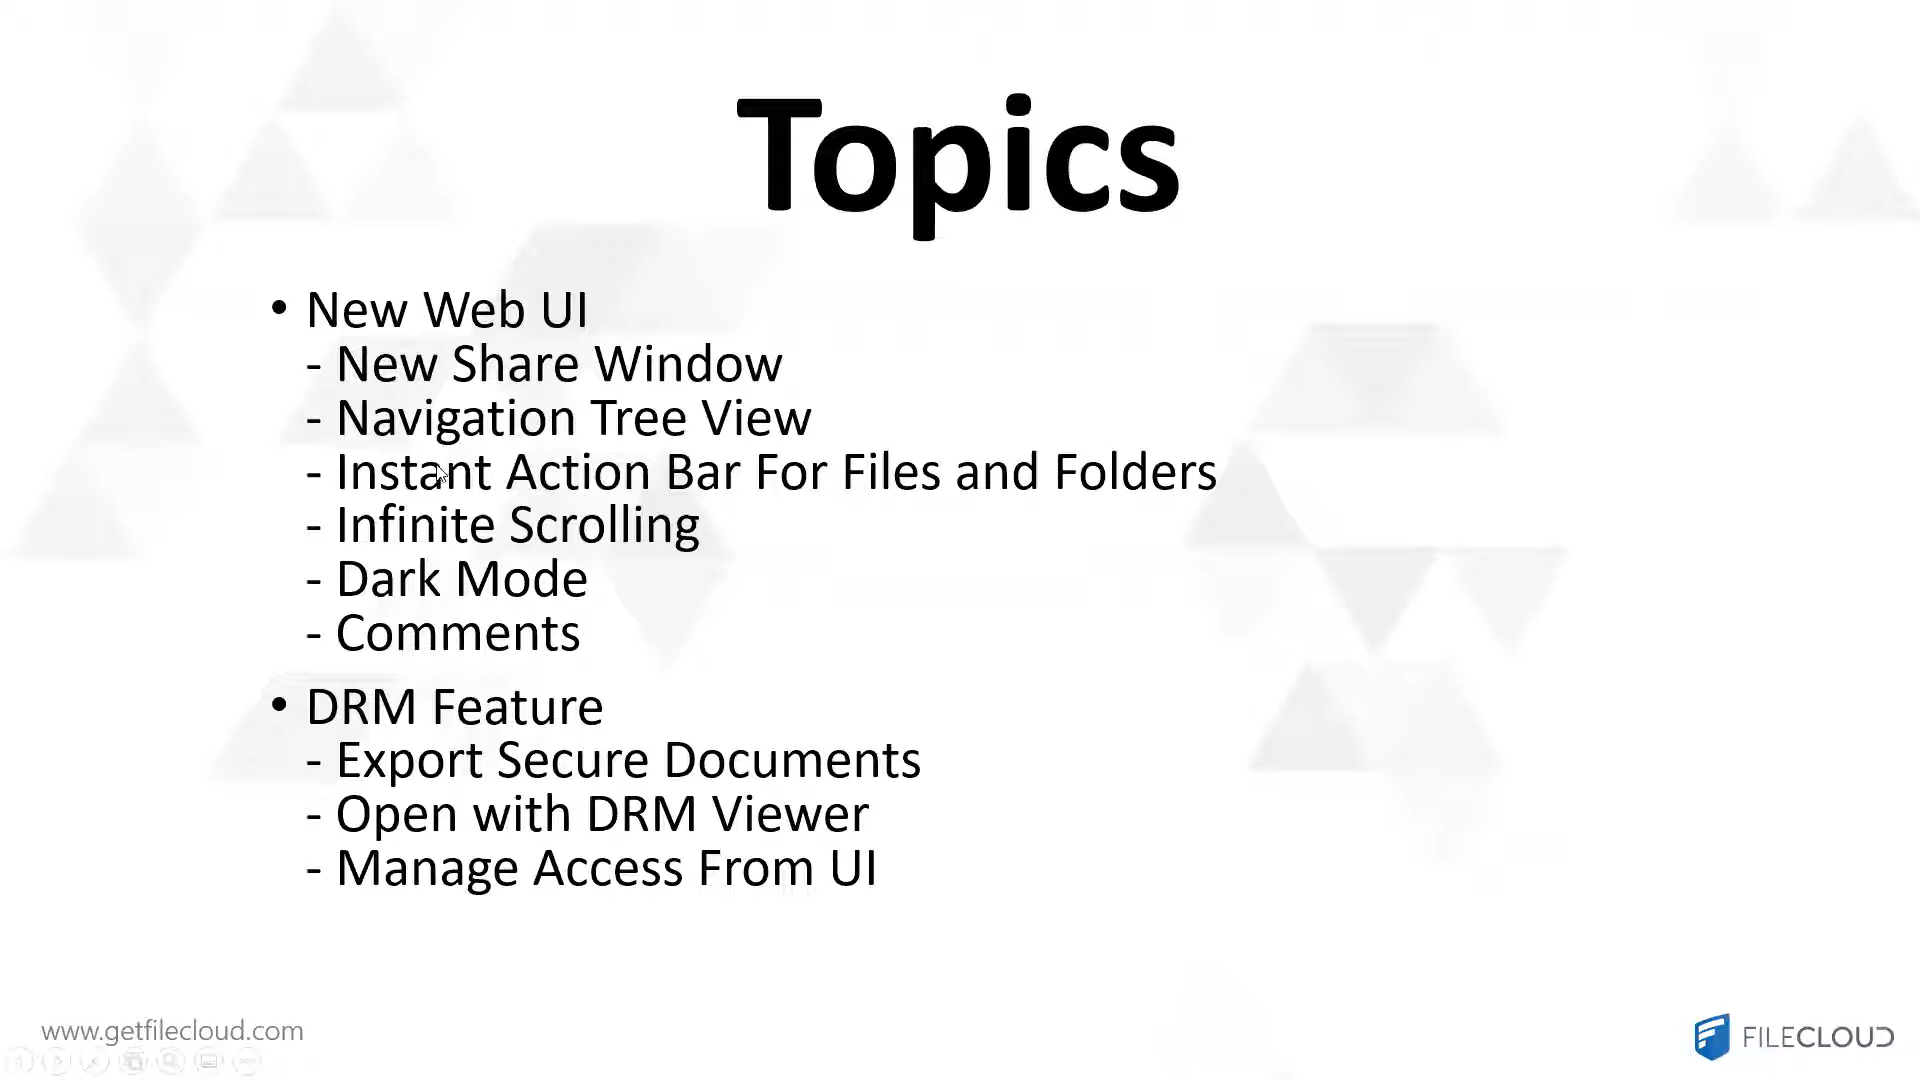 Topics
• New Web UI
- New Share Window
- Navigation Tree View
- Instant Action Bar For Files and Folders
- Infinite Scrolling
- Dark Mode
- Comments
• DRM Feature
- Export Secure Documents
- Open with DRM Viewer
- Manage Access From UI
www.getfilecloud.com
FILECLOUD